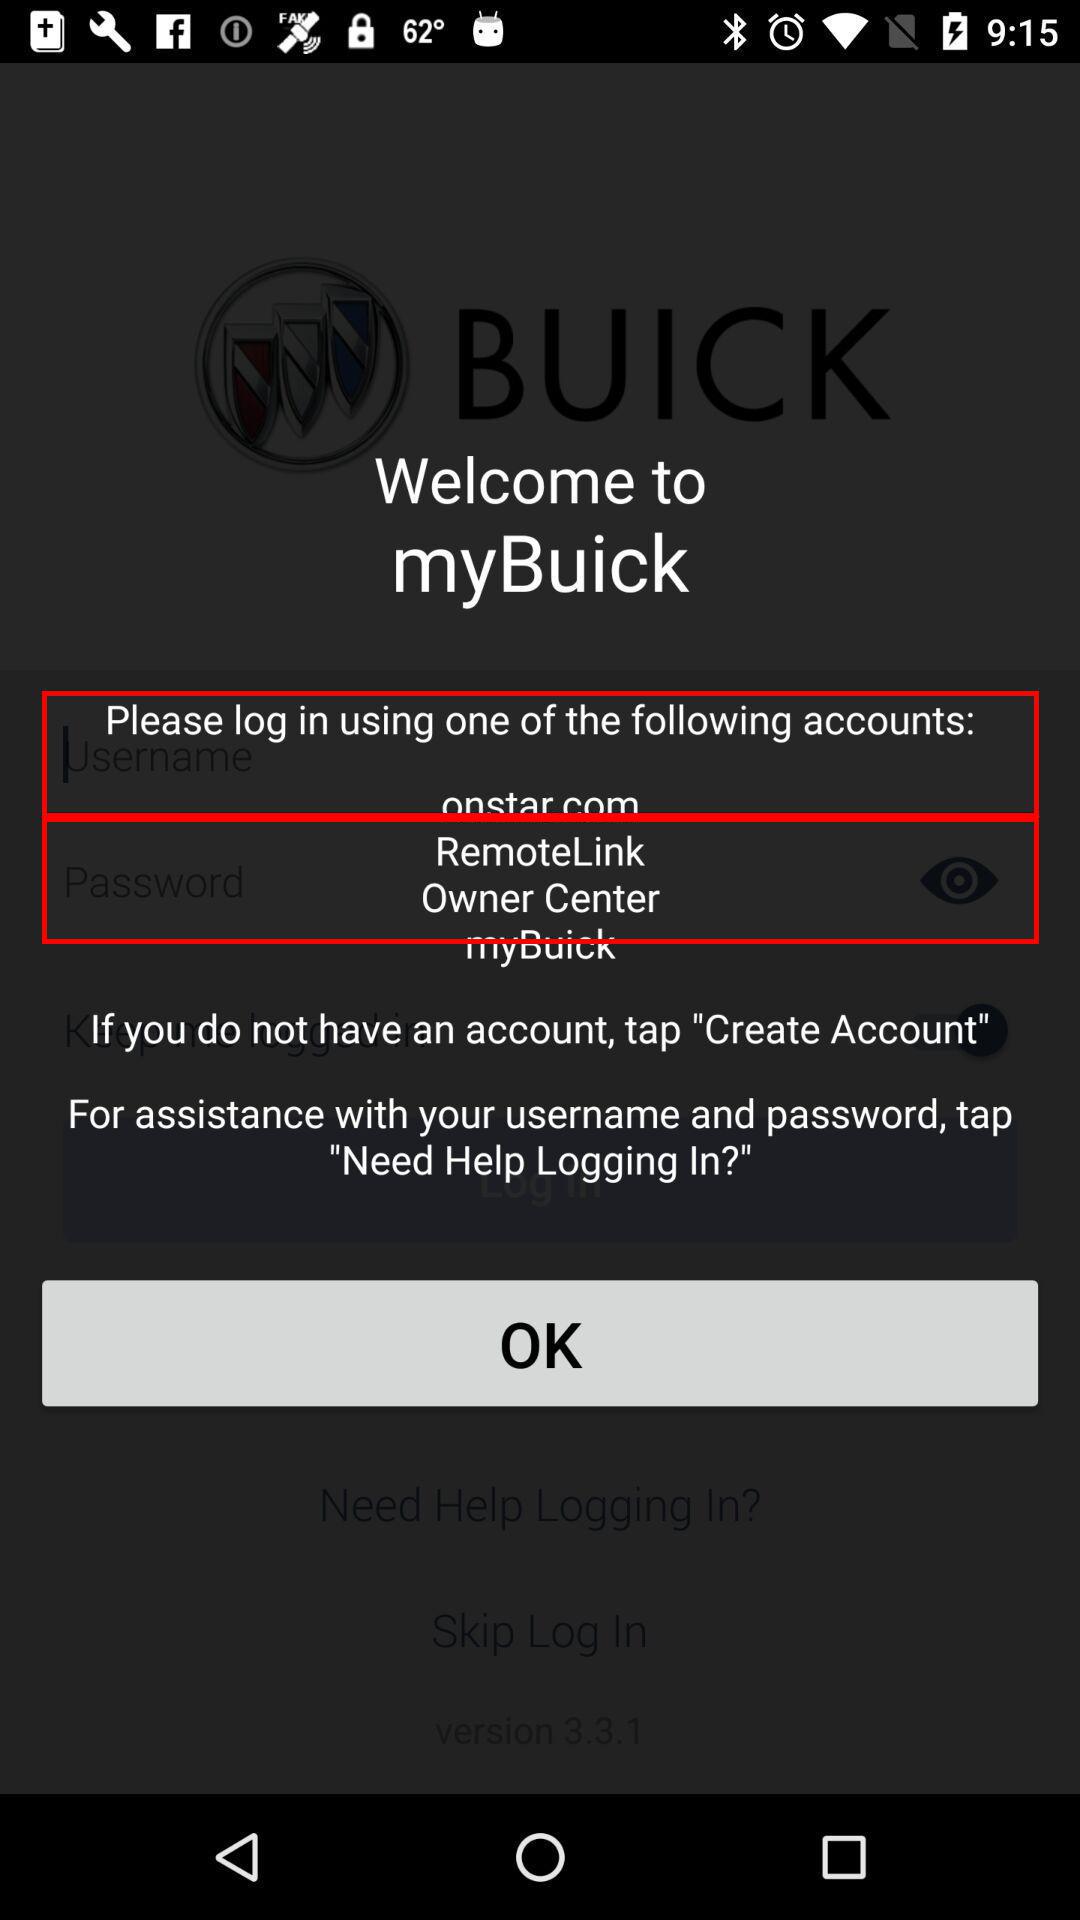 FAKE
62°
9:15
BUICK
Welcome to
myBuick
Please log in using one of the following accounts:
Username
onstar.com
RemoteLink
Password
Owner Center
myBuick
Keep me logged in
If you do not have an account, tap "Create Account"
For assistance with your username and password, tap
"Need Help Logging In?"
Log In
OK
Need Help Logging In?
Skip Log In
version 3.3.1